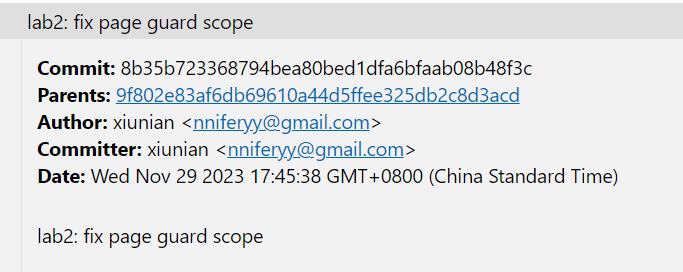 lab2: fix page guard scope
Commit: 8b35b723368794bea80bed1dfa6bfaab08b48f3c
Parents: 9f802e83af6db69610a44d5ffee325db2c8d3acd
Author: xiunian <nniferyy@gmail.com>
Committer: xiunian <nniferyy@gmail.com>
Date: Wed Nov 29 2023 17:45:38 GMT+0800 (China Standard Time)
lab2: fix page guard scope